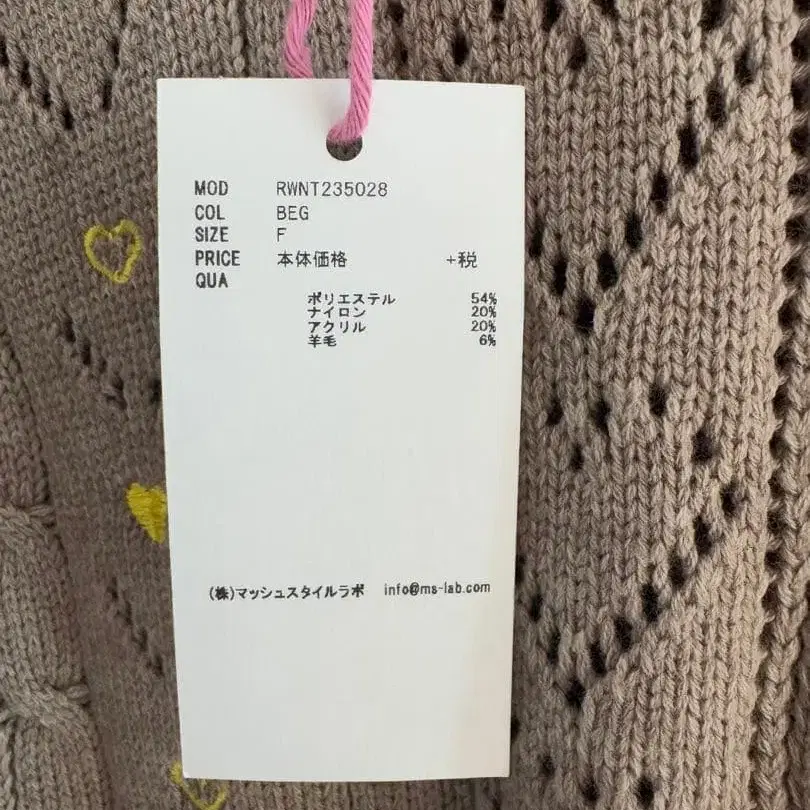 MOD RWNT235028
COL BEG
SIZE F
PRICE 本体価格 +税
QUA
ポリエステル 54%
ナイロン 20%
アクリル 20%
羊毛 6%
(株)マッシュスタイルラボ info@ms-lab.com